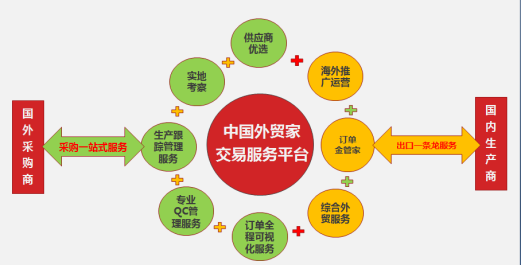 供应商
优选
实地
考察
海外推
广运营
国外采购商
采购一站式服务
生产跟
踪管理
服务
中国外贸家
交易服务平台
订单
金管家
出口一条龙服务
国内生产商
专业
QC管
理服务
订单全
程可视
化服务
综合外
贸服务